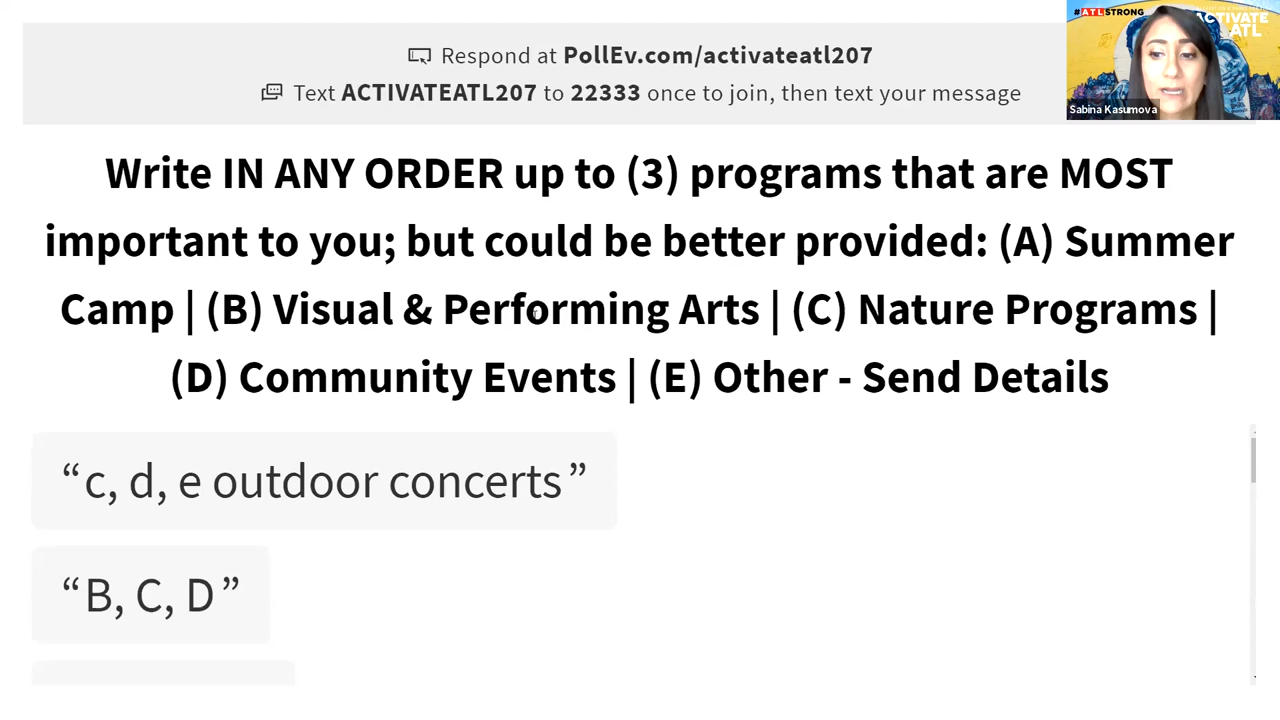 Respond at PollEv.com/activateatl207
Text ACTIVATEATL207 to 22333 once to join, then text your message
#ATLSTRONG
ACTIVATE
ATL
Sabina Kasumova
Write IN ANY ORDER up to (3) programs that are MOST
important to you; but could be better provided: (A) Summer
Camp | (B) Visual & Performing Arts | (C) Nature Programs |
(D) Community Events | (E) Other - Send Details
“c, d, e outdoor concerts”
“B, C, D”